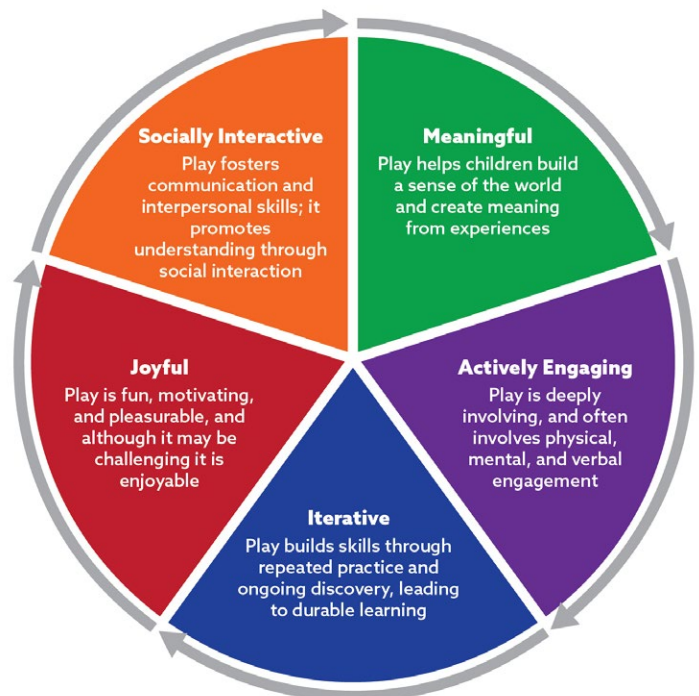 Socially Interactive
Play fosters
communication and
interpersonal skills; it
promotes
understanding through
social interaction
Meaningful
Play helps children build
a sense of the world
and create meaning
from experiences
Actively Engaging
Play is deeply
involving, and often
involves physical,
mental, and verbal
engagement
Iterative
Play builds skills through
repeated practice and
ongoing discovery, leading
to durable learning
Joyful
Play is fun, motivating,
and pleasurable, and
although it may be
challenging it is
enjoyable